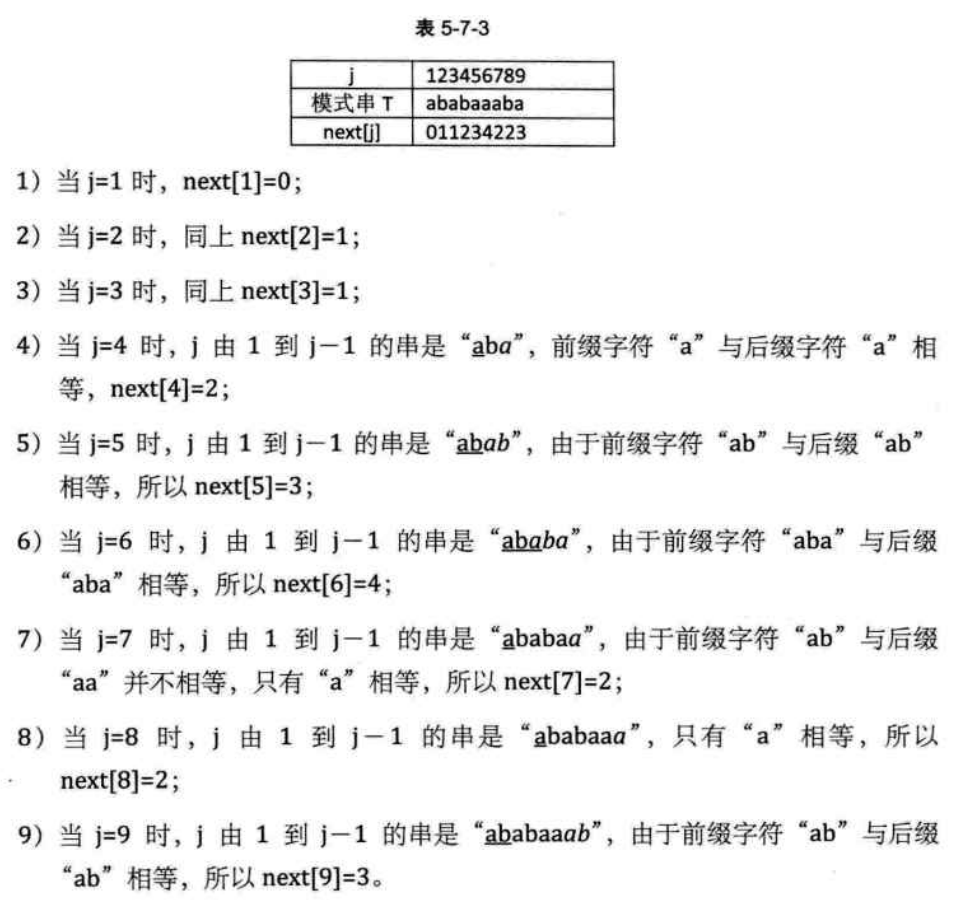 表 5-7-3
j 123456789
模式串 T ababaaaba
next[j] 011234223
1）当 j=1 时，next[1]=0；
2）当 j=2 时，同上 next[2]=1；
3）当 j=3 时，同上 next[3]=1；
4）当 j=4 时，j 由 1 到 j－1 的串是“aba”，前缀字符“a”与后缀字符“a”相
等，next[4]=2；
5）当 j=5 时，j 由 1 到 j－1 的串是“abab”，由于前缀字符“ab”与后缀“ab”
相等，所以 next[5]=3；
6）当 j=6 时，j 由 1 到 j－1 的串是“ababa”，由于前缀字符“aba”与后缀
“aba”相等，所以 next[6]=4；
7）当 j=7 时，j 由 1 到 j－1 的串是“ababaa”，由于前缀字符“ab”与后缀
“aa”并不相等，只有“a”相等，所以 next[7]=2；
8）当 j=8 时，j 由 1 到 j－1 的串是“ababaaa”，只有“a”相等，所以
next[8]=2；
9）当 j=9 时，j 由 1 到 j－1 的串是“ababaaab”，由于前缀字符“ab”与后缀
“ab”相等，所以 next[9]=3。